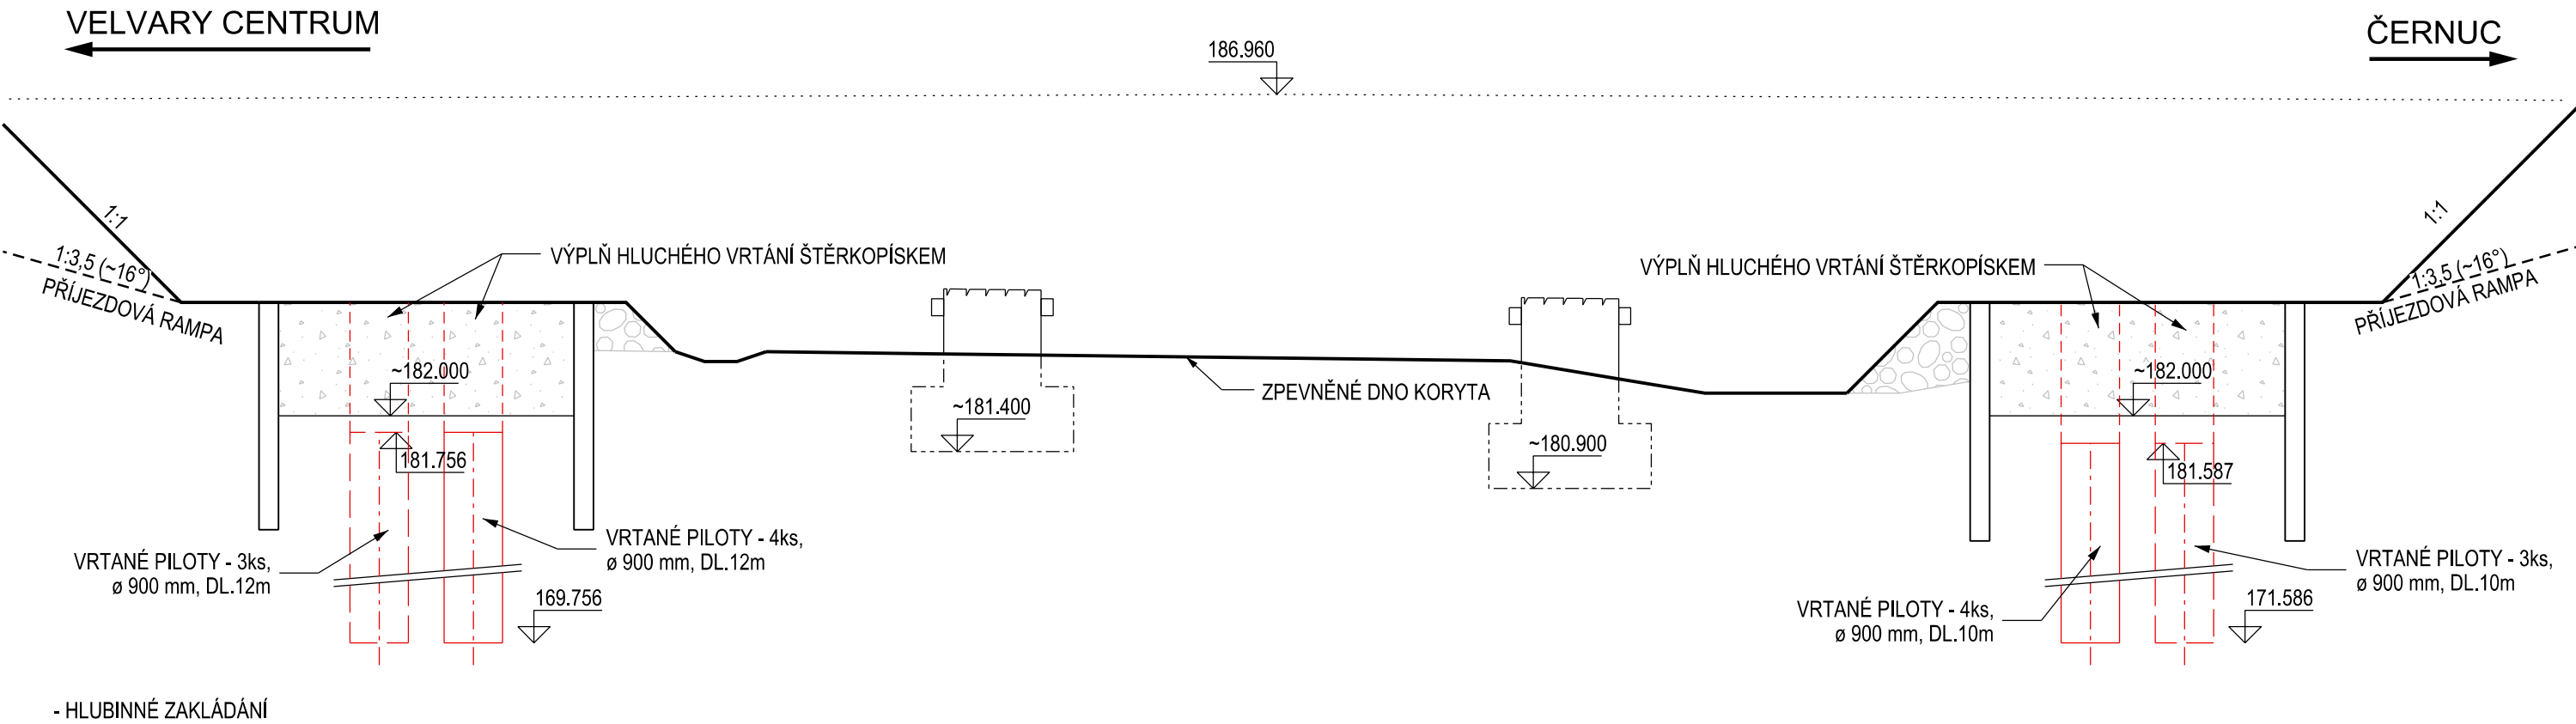 VELVARY CENTRUM
ČERNUC
186.960
1:1
1:3,5 (~16°)
PŘÍJEZDOVÁ RAMPA
VÝPLŇ HLUCHÉHO VRTÁNÍ ŠTĚRKOPÍSKEM
~182.000
181.756
VRTANÉ PILOTY - 3ks,
ø 900 mm, DL.12m
VRTANÉ PILOTY - 4ks,
ø 900 mm, DL.12m
169.756
~181.400
ZPEVNĚNÉ DNO KORYTA
~180.900
VÝPLŇ HLUCHÉHO VRTÁNÍ ŠTĚRKOPÍSKEM
1:1
1:3,5 (~16°)
PŘÍJEZDOVÁ RAMPA
~182.000
181.587
VRTANÉ PILOTY - 4ks,
ø 900 mm, DL.10m
VRTANÉ PILOTY - 3ks,
ø 900 mm, DL.10m
171.586
- HLUBINNÉ ZAKLÁDÁNÍ